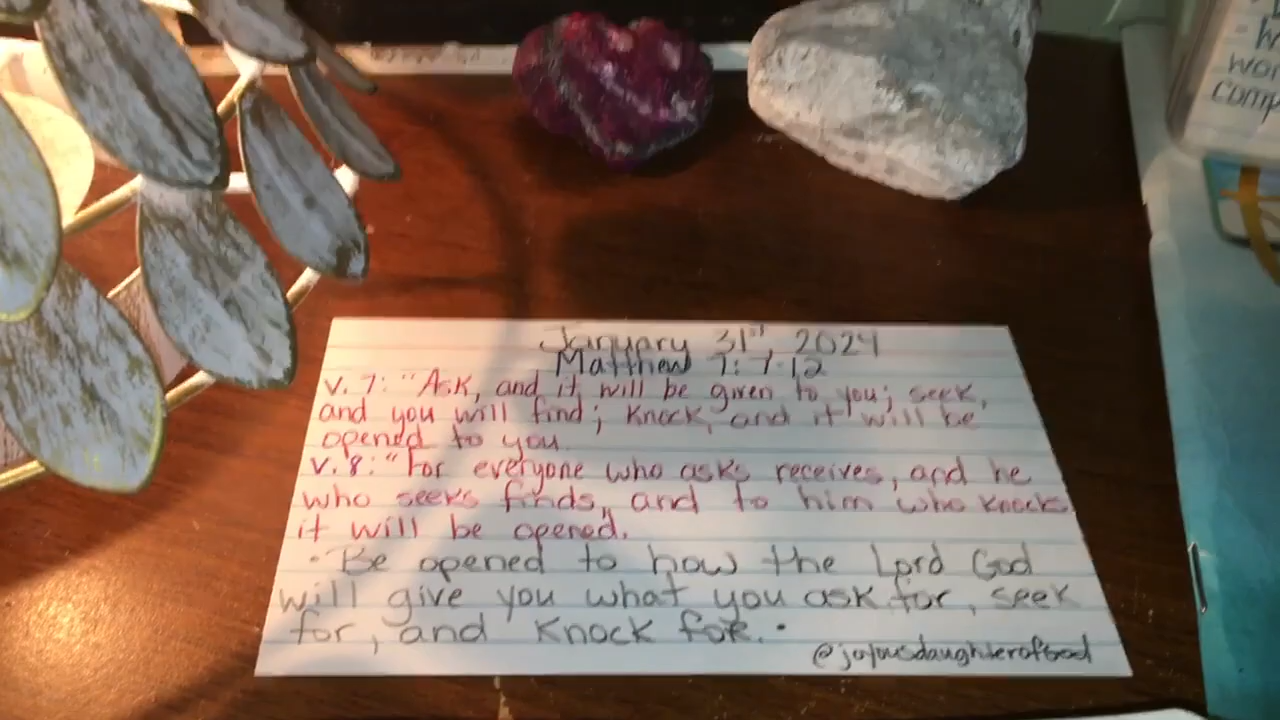 January 31st, 2024
Matthew 7: 7-12
v. 7: "Ask, and it will be given to you; seek,
and you will find; knock, and it will be
opened to you.
v. 8: "For everyone who asks receives, and he
who seeks finds, and to him who knocks
it will be opened.
• Be opened to how the Lord God
will give you what you ask for, seek
for, and knock for. •
@joyousdaughterofGod